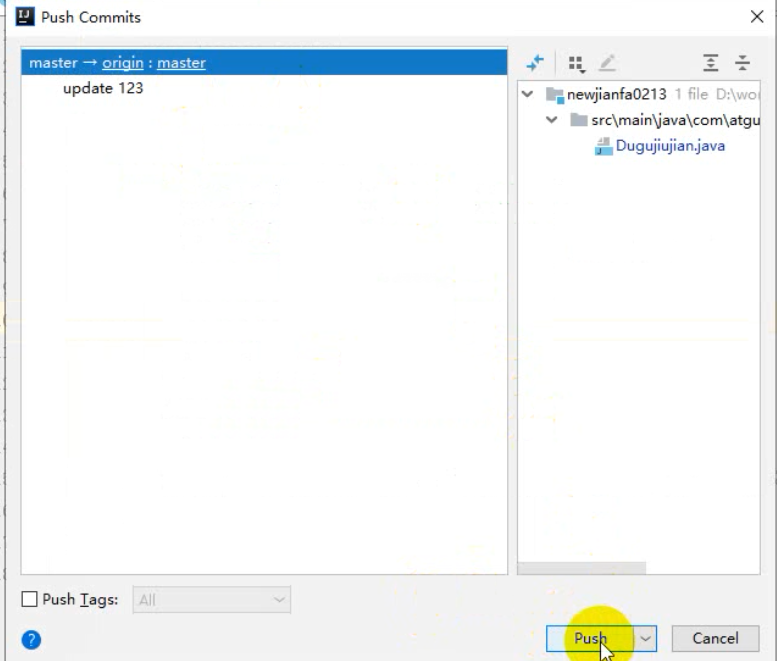 Push Commits
master → origin : master
update 123
newjianfa0213 1 file D:\wor
src\main\java\com\atgu
Dugujiujian.java
Push Tags: All
? Push Cancel